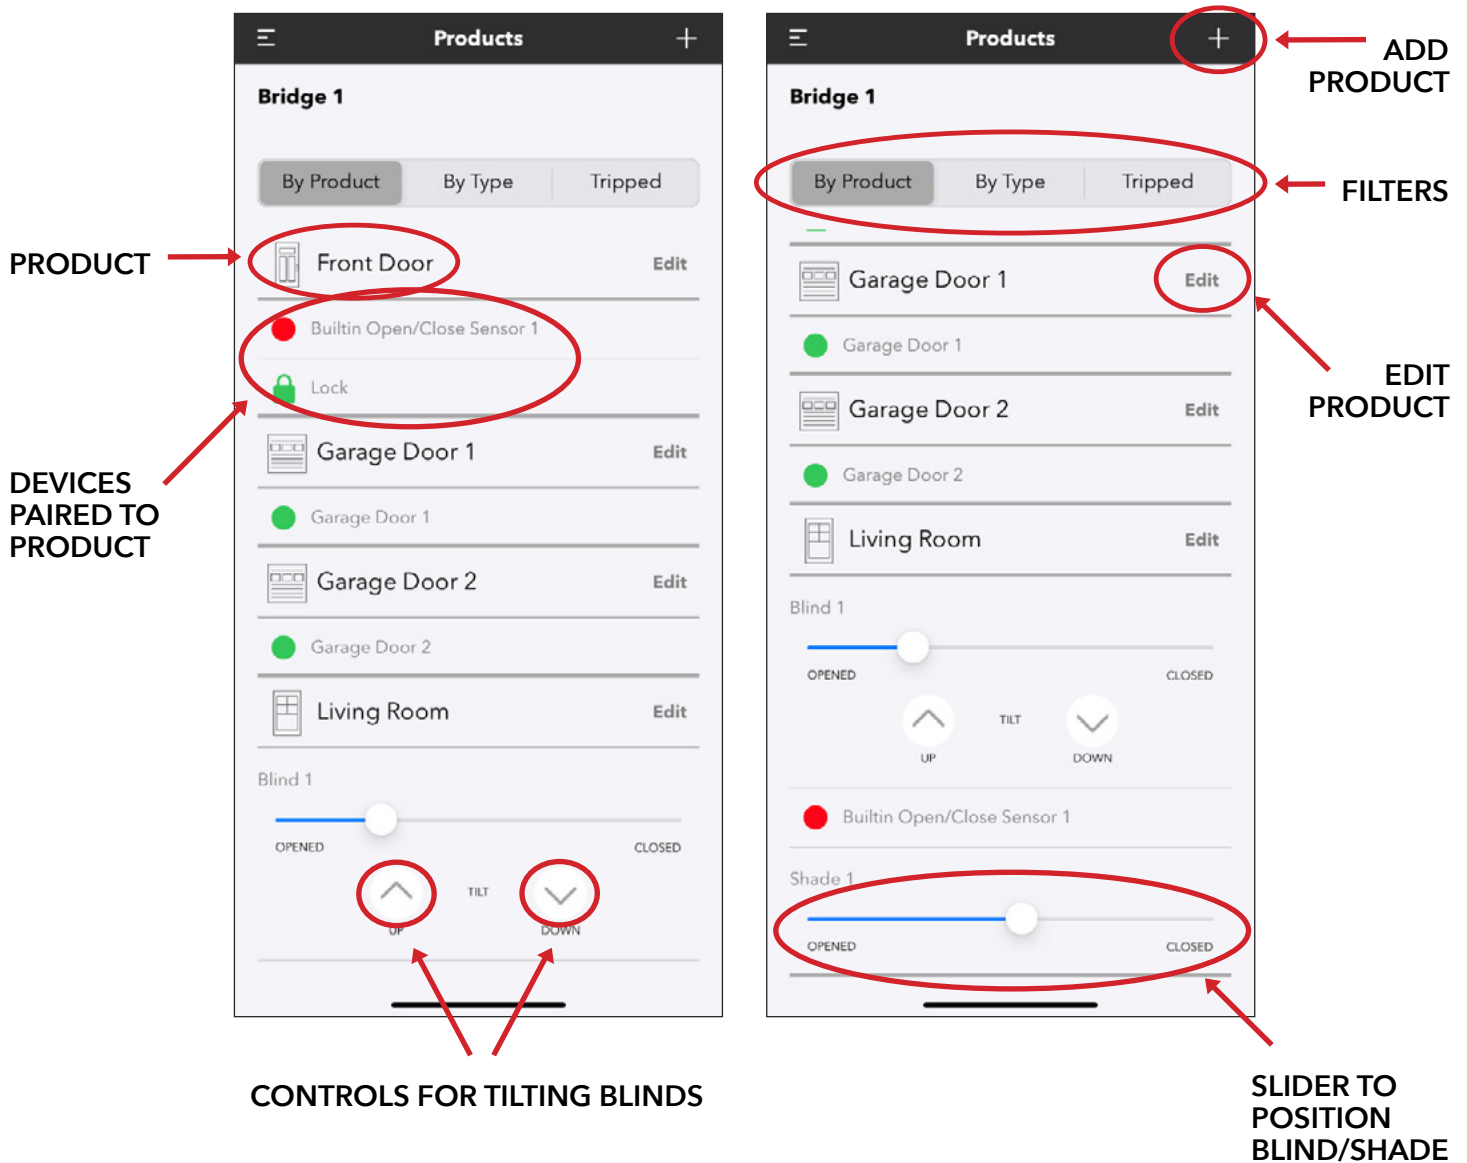 Products
Bridge 1
By Product By Type Tripped
PRODUCT
Front Door Edit
Builtin Open/Close Sensor 1
Lock
Garage Door 1 Edit
DEVICES
PAIRED TO
PRODUCT
Garage Door 1
Garage Door 2 Edit
Garage Door 2
Living Room Edit
Blind 1
OPENED CLOSED
TILT
UP DOWN
CONTROLS FOR TILTING BLINDS
Products
ADD
PRODUCT
Bridge 1
By Product By Type Tripped
FILTERS
Garage Door 1 Edit
Garage Door 1
EDIT
PRODUCT
Garage Door 2 Edit
Garage Door 2
Living Room Edit
Blind 1
OPENED CLOSED
TILT
UP DOWN
Builtin Open/Close Sensor 1
Shade 1
OPENED CLOSED
SLIDER TO
POSITION
BLIND/SHADE